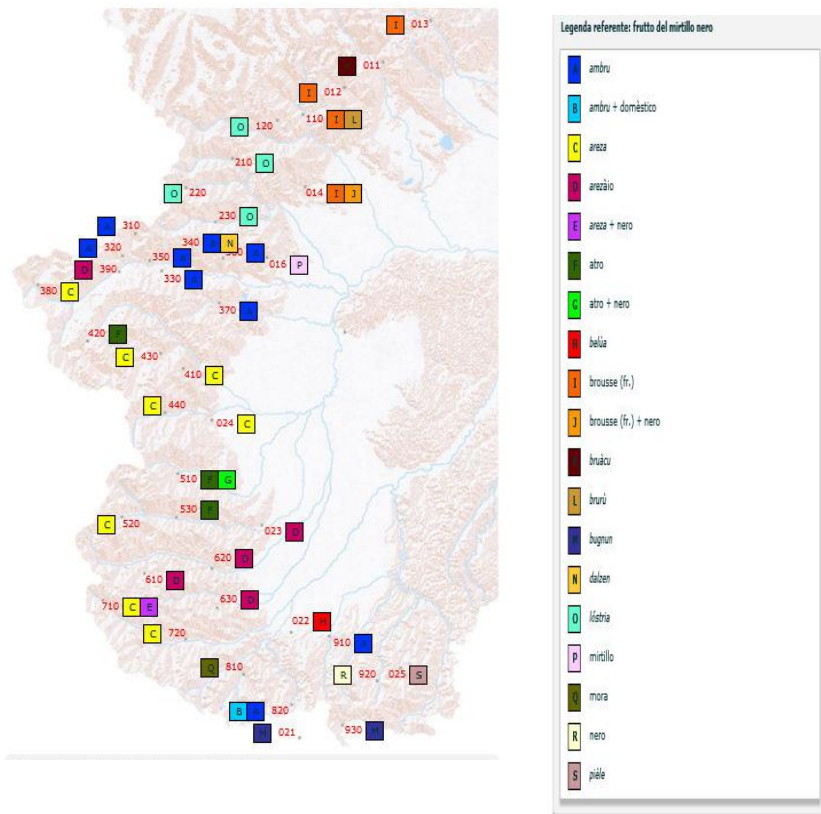 I 013
011
I 012
110 I L
O 120
210 O
O 220
014 I J
230 O
A 310
340 A N
A 320
350 A
A
016 P
D 390
330 A
380 C
370 A
420 F
C 430
410 C
C 440
024 C
510 F G
530 F
C 520
023 D
620 D
610 D
630 D
710 C E
022 H
C 720
910 A
Q 810
R 920
025 S
B A 820
M 021
930 M
Legenda referente: frutto del mirtillo nero
A ambru
B ambru + domèstico
C areza
D arezàio
E areza + nero
F atro
G atro + nero
H belùa
I brousse (fr.)
J brousse (fr.) + nero
bruàcu
L brurù
M bugnun
N dalzen
O lóstria
P mirtillo
Q mora
R nero
S pièle